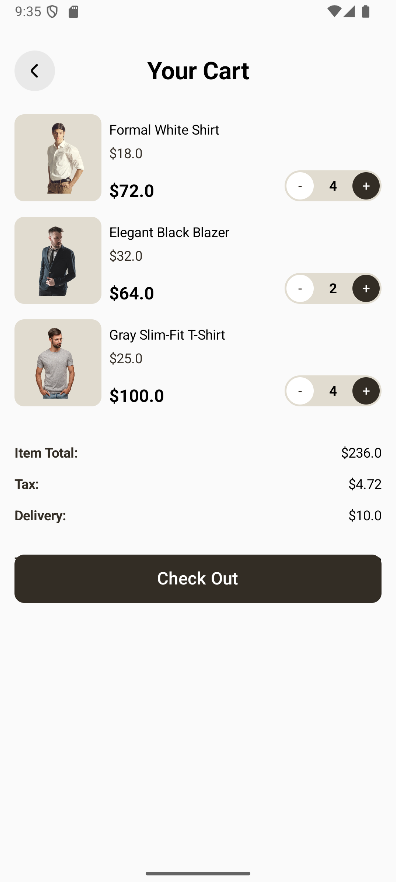 9:35
Your Cart
Formal White Shirt
$18.0
$72.0
- 4 +
Elegant Black Blazer
$32.0
$64.0
- 2 +
Gray Slim-Fit T-Shirt
$25.0
$100.0
- 4 +
Item Total: $236.0
Tax: $4.72
Delivery: $10.0
Check Out